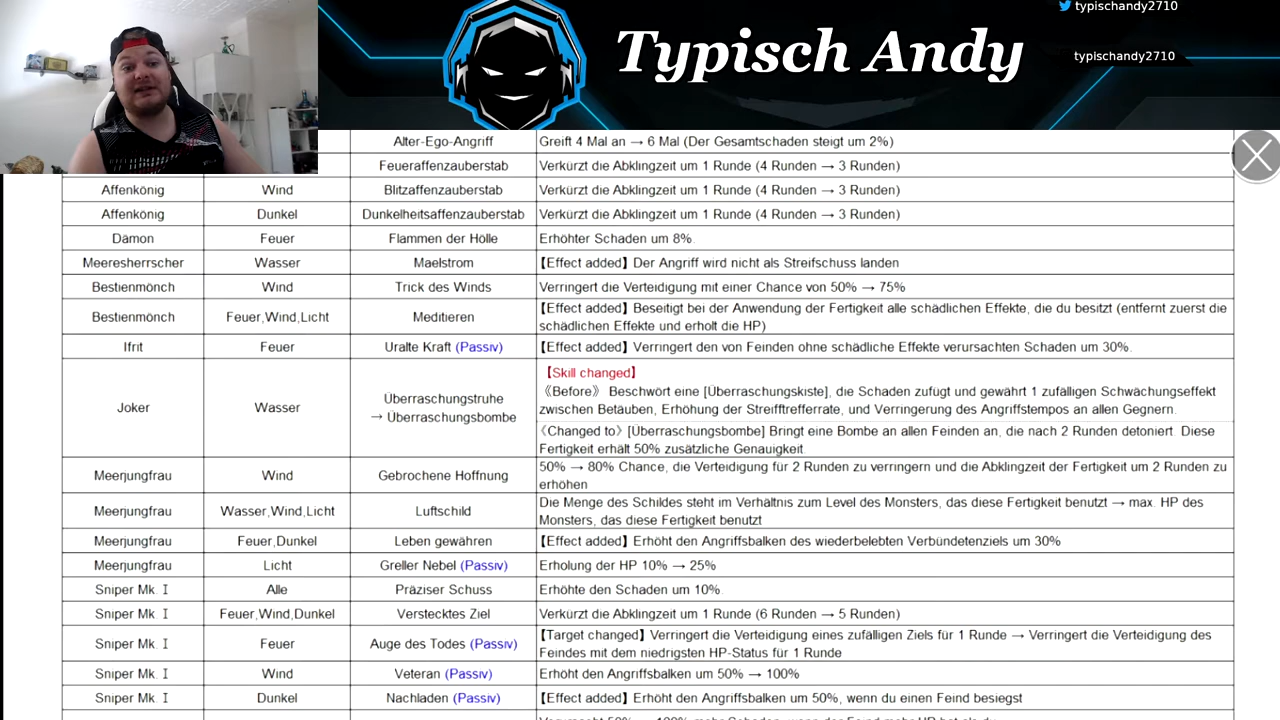 typischandy2710
Typisch Andy
typischandy2710
Alter-Ego-Angriff Greift 4 Mal an → 6 Mal (Der Gesamtschaden steigt um 2%)
Feueraffenzauberstab Verkürzt die Abklingzeit um 1 Runde (4 Runden → 3 Runden)
Affenkönig Wind Blitzaffenzauberstab Verkürzt die Abklingzeit um 1 Runde (4 Runden → 3 Runden)
Affenkönig Dunkel Dunkelheitsaffenzauberstab Verkürzt die Abklingzeit um 1 Runde (4 Runden → 3 Runden)
Dämon Feuer Flammen der Hölle Erhöhter Schaden um 8%.
Meeresherrscher Wasser Maelstrom 【Effect added】 Der Angriff wird nicht als Streifschuss landen
Bestienmönch Wind Trick des Winds Verringert die Verteidigung mit einer Chance von 50% → 75%
Bestienmönch Feuer,Wind,Licht Meditieren 【Effect added】 Beseitigt bei der Anwendung der Fertigkeit alle schädlichen Effekte, die du besitzt (entfernt zuerst die
schädlichen Effekte und erholt die HP)
Ifrit Feuer Uralte Kraft (Passiv) 【Effect added】 Verringert den von Feinden ohne schädliche Effekte verursachten Schaden um 30%.
Joker Wasser Überraschungstruhe
→ Überraschungsbombe
【Skill changed】
《Before》 Beschwört eine [Überraschungskiste], die Schaden zufügt und gewährt 1 zufälligen Schwächungseffekt
zwischen Betäuben, Erhöhung der Streiftrefferrate, und Verringerung des Angriffstempos an allen Gegnern.
《Changed to》 [Überraschungsbombe] Bringt eine Bombe an allen Feinden an, die nach 2 Runden detoniert. Diese
Fertigkeit erhält 50% zusätzliche Genauigkeit.
Meerjungfrau Wind Gebrochene Hoffnung 50% → 80% Chance, die Verteidigung für 2 Runden zu verringern und die Abklingzeit der Fertigkeit um 2 Runden zu
erhöhen
Meerjungfrau Wasser,Wind,Licht Luftschild Die Menge des Schildes steht im Verhältnis zum Level des Monsters, das diese Fertigkeit benutzt → max. HP des
Monsters, das diese Fertigkeit benutzt
Meerjungfrau Feuer,Dunkel Leben gewähren 【Effect added】 Erhöht den Angriffsbalken des wiederbelebten Verbündetenziels um 30%
Meerjungfrau Licht Greller Nebel (Passiv) Erholung der HP 10% → 25%
Sniper Mk. I Alle Präziser Schuss Erhöhte den Schaden um 10%.
Sniper Mk. I Feuer,Wind,Dunkel Verstecktes Ziel Verkürzt die Abklingzeit um 1 Runde (6 Runden → 5 Runden)
Sniper Mk. I Feuer Auge des Todes (Passiv) 【Target changed】 Verringert die Verteidigung eines zufälligen Ziels für 1 Runde → Verringert die Verteidigung des
Feindes mit dem niedrigsten HP-Status für 1 Runde
Sniper Mk. I Wind Veteran (Passiv) Erhöht den Angriffsbalken um 50% → 100%
Sniper Mk. I Dunkel Nachladen (Passiv) 【Effect added】 Erhöht den Angriffsbalken um 50%, wenn du einen Feind besiegst